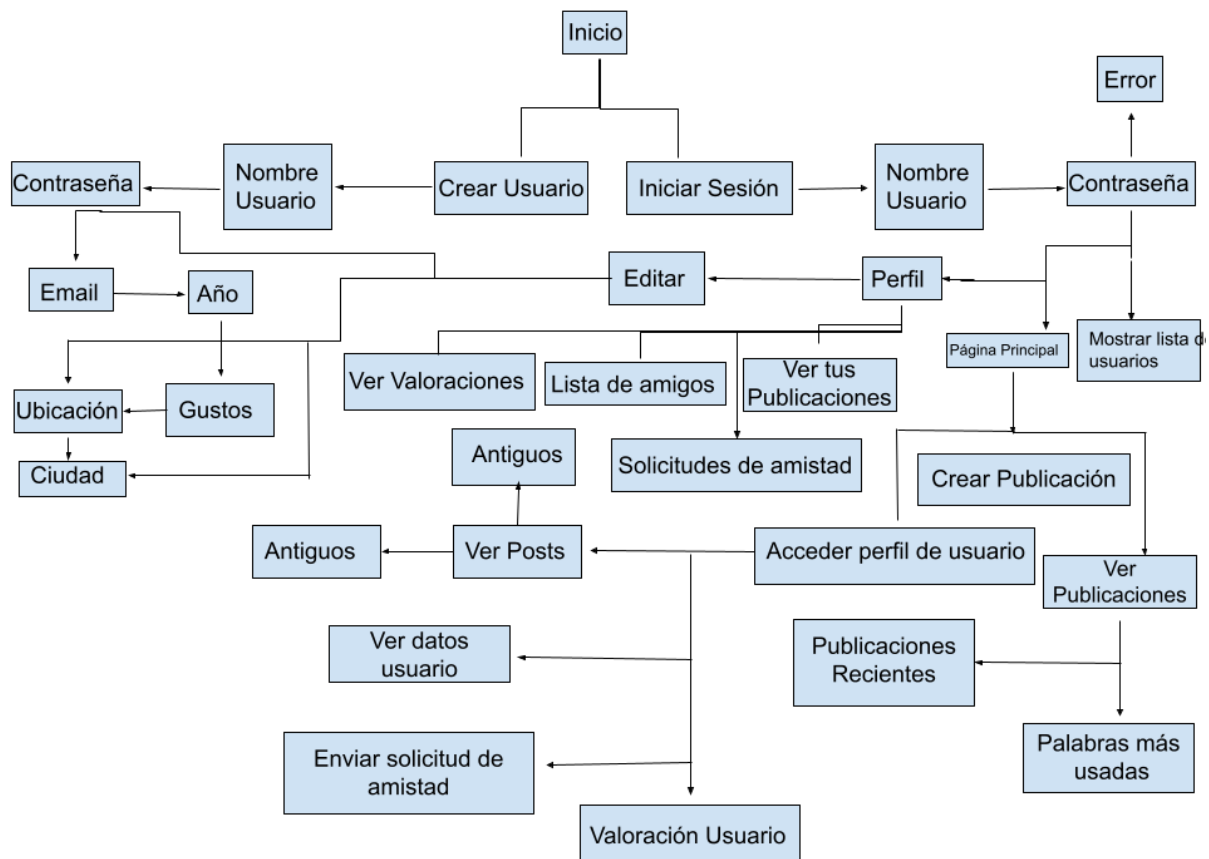 Inicio
Error
Contraseña
Nombre
Usuario
Crear Usuario
Iniciar Sesión
Nombre
Usuario
Contraseña
Email
Año
Editar
Perfil
Página Principal
Mostrar lista de
usuarios
Ver Valoraciones
Lista de amigos
Ver tus
Publicaciones
Ubicación
Gustos
Ciudad
Antiguos
Solicitudes de amistad
Crear Publicación
Antiguos
Ver Posts
Acceder perfil de usuario
Ver
Publicaciones
Ver datos
usuario
Publicaciones
Recientes
Enviar solicitud de
amistad
Palabras más
usadas
Valoración Usuario